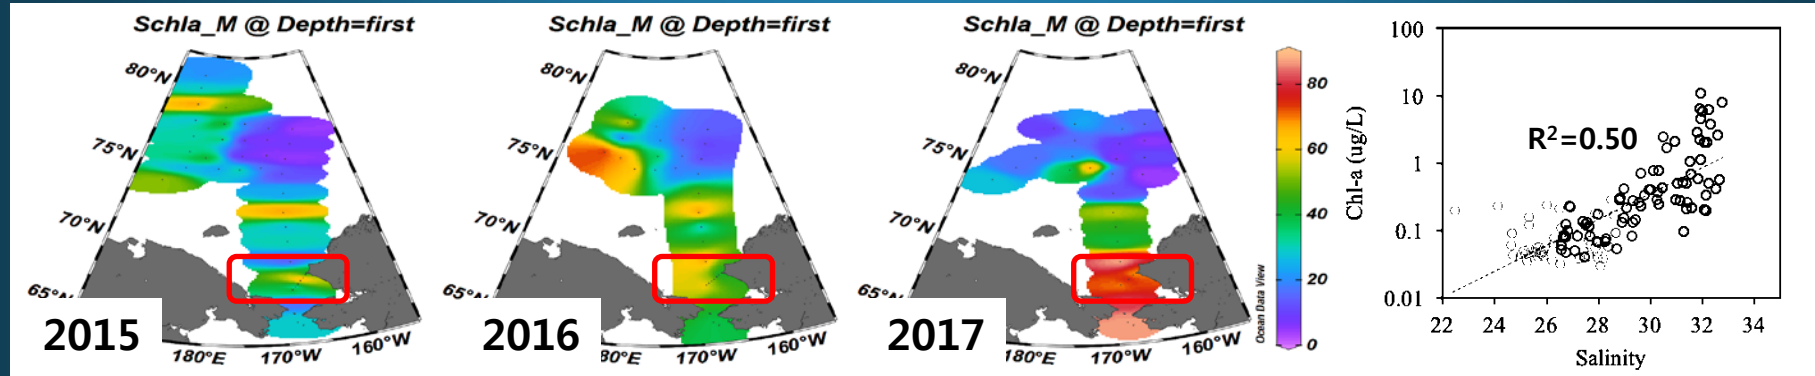 Schla_M @ Depth=first
80°N
75°N
70°N
65°N
2015
180°E
170°W
160°W
Schla_M @ Depth=first
80°N
75°N
70°N
65°N
2016
80°E
170°W
160°W
Schla_M @ Depth=first
80°N
75°N
70°N
65°N
2017
180°E
170°W
160°W
Ocean Data View
80
60
40
20
0
100
10
1
0.1
0.01
Chl-a (ug/L)
R²=0.50
22 24 26 28 30 32 34
Salinity